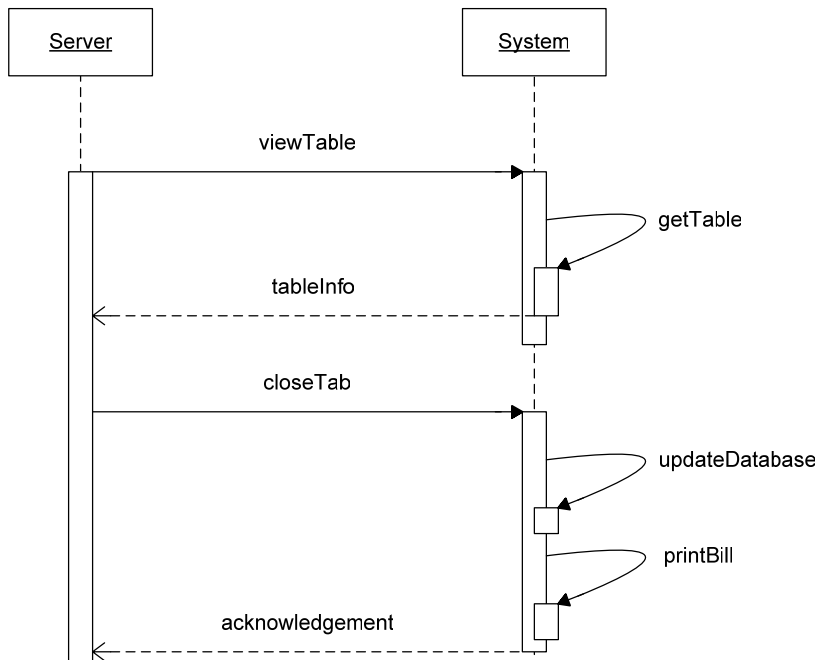 Server
System
viewTable
getTable
tableInfo
closeTab
updateDatabase
printBill
acknowledgement